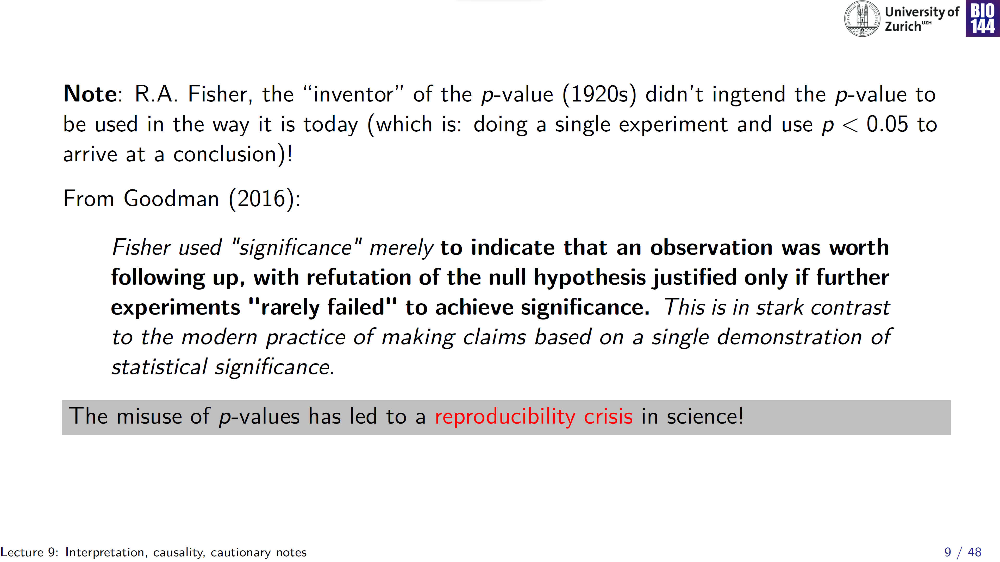 University of
Zurich UZH
BIO
144
Note: R.A. Fisher, the “inventor” of the p-value (1920s) didn’t ingtend the p-value to
be used in the way it is today (which is: doing a single experiment and use p < 0.05 to
arrive at a conclusion)!
From Goodman (2016):
Fisher used "significance" merely to indicate that an observation was worth
following up, with refutation of the null hypothesis justified only if further
experiments "rarely failed" to achieve significance. This is in stark contrast
to the modern practice of making claims based on a single demonstration of
statistical significance.
The misuse of p-values has led to a reproducibility crisis in science!
Lecture 9: Interpretation, causality, cautionary notes
9 / 48